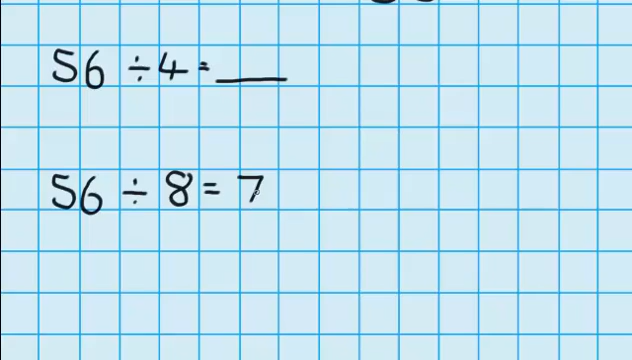 56 ÷ 4 = ___
56 ÷ 8 = 7